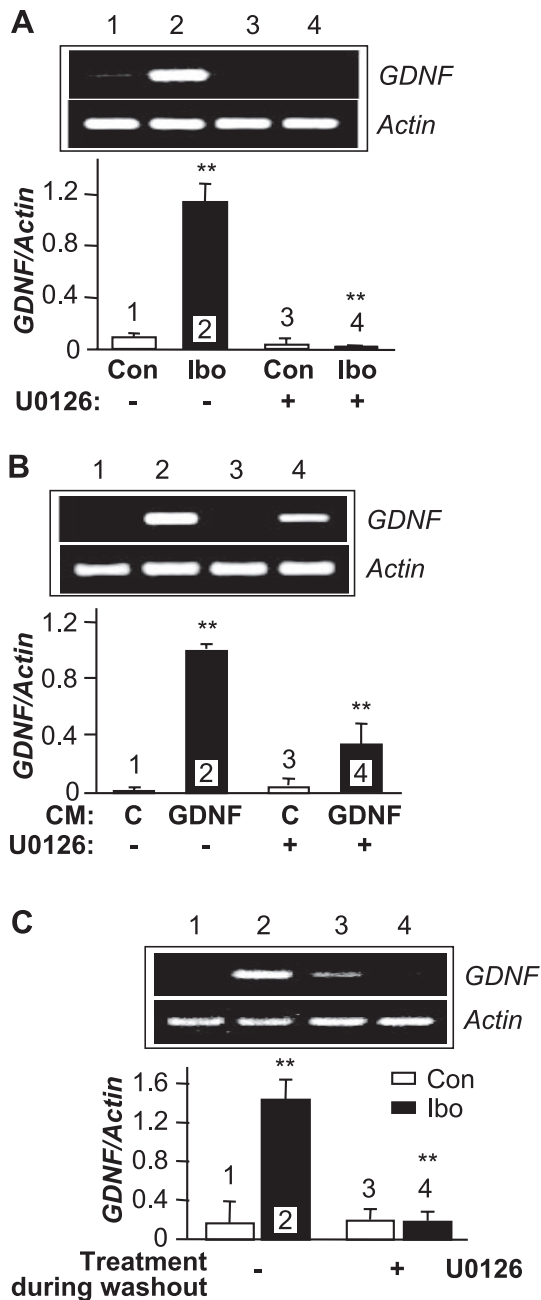 A
1 2 3 4
GDNF
Actin
GDNF/Actin
1.2
0.8
0.4
0
**
**
1
2
3
4
Con Ibo Con Ibo
U0126: - - + +
B
1 2 3 4
GDNF
Actin
GDNF/Actin
1.2
0.8
0.4
0
**
**
1
2
3
4
CM: C GDNF C GDNF
U0126: - - + +
C
1 2 3 4
GDNF
Actin
GDNF/Actin
1.6
1.2
0.8
0.4
0
**
**
Con
Ibo
1
2
3
4
Treatment
during washout
- + U0126